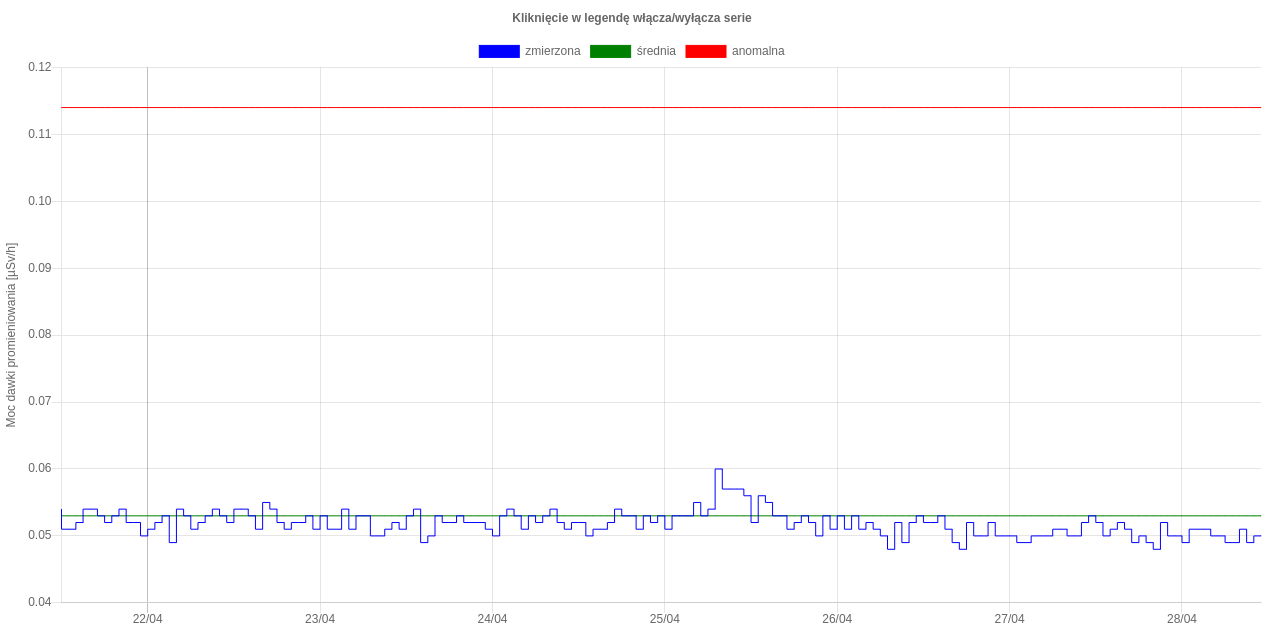 Kliknięcie w legendę włącza/wyłącza serie
zmierzona średnia anomalna
Moc dawki promieniowania [µSv/h]
0.12
0.11
0.10
0.09
0.08
0.07
0.06
0.05
0.04
22/04 23/04 24/04 25/04 26/04 27/04 28/04